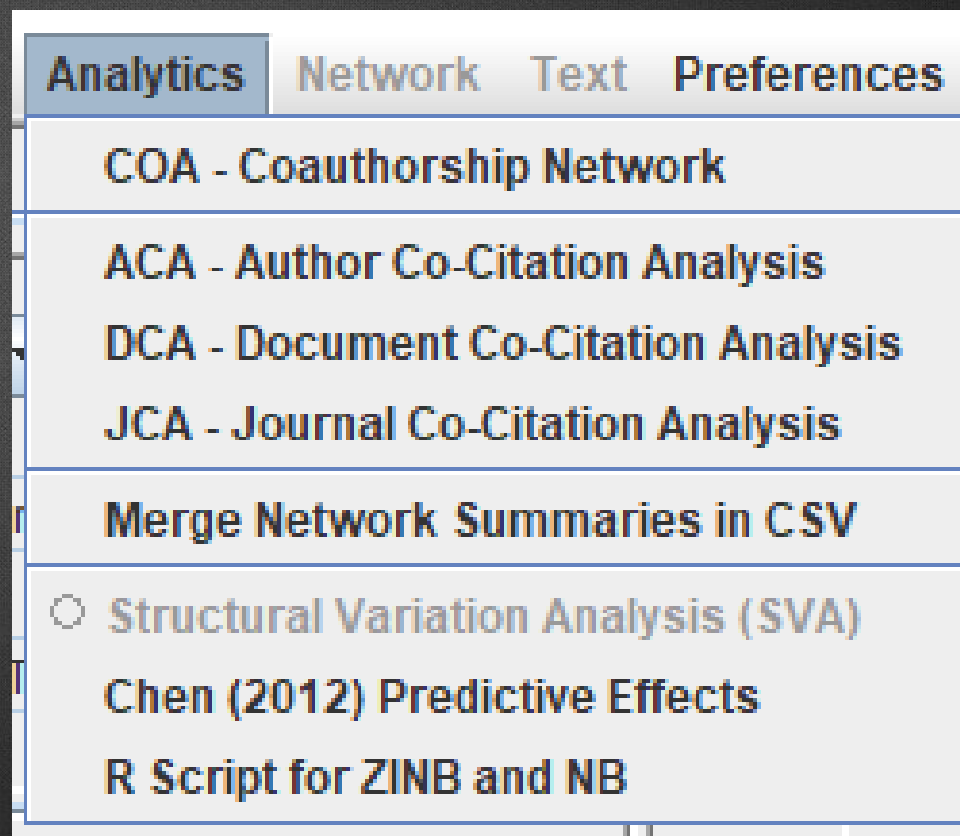 Analytics Network Text Preferences
COA - Coauthorship Network
ACA - Author Co-Citation Analysis
DCA - Document Co-Citation Analysis
JCA - Journal Co-Citation Analysis
Merge Network Summaries in CSV
Structural Variation Analysis (SVA)
Chen (2012) Predictive Effects
R Script for ZINB and NB